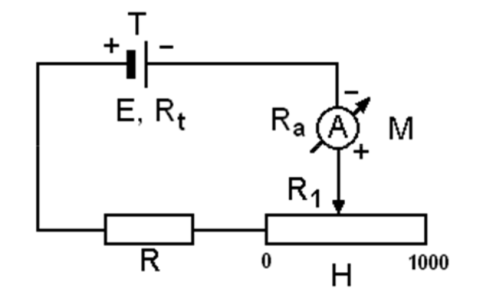 T
+ −
E, Rt
−
Ra A M
+
R1
R
0 1000
H